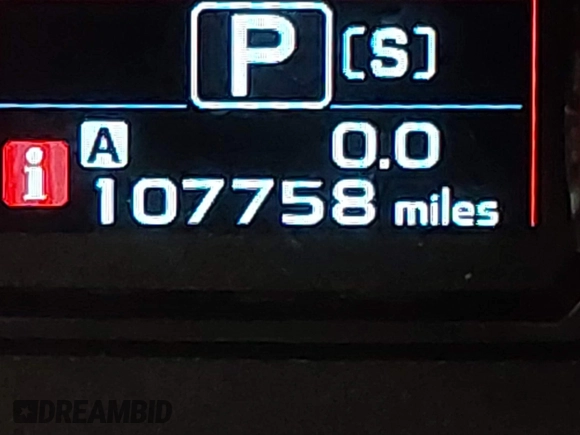 P [S]
A 0.0
i 107758 miles
DREAMBID